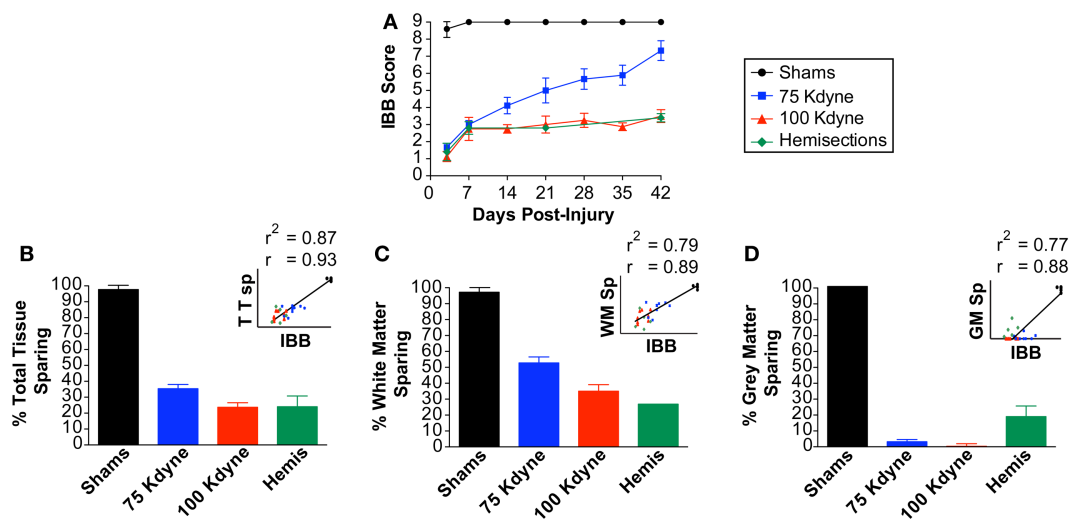 A
IBB Score
9
8
7
6
5
4
3
2
1
0
0 7 14 21 28 35 42
Days Post-Injury
Shams
75 Kdyne
100 Kdyne
Hemisections
B
r2 = 0.87
r = 0.93
T T sp
IBB
% Total Tissue
Sparing
100
90
80
70
60
50
40
30
20
10
0
Shams
75 Kdyne
100 Kdyne
Hemis
C
r2 = 0.79
r = 0.89
WM Sp
IBB
% White Matter
Sparing
100
90
80
70
60
50
40
30
20
10
0
Shams
75 Kdyne
100 Kdyne
Hemis
D
r2 = 0.77
r = 0.88
GM Sp
IBB
% Grey Matter
Sparing
100
90
80
70
60
50
40
30
20
10
0
Shams
75 Kdyne
100 Kdyne
Hemis